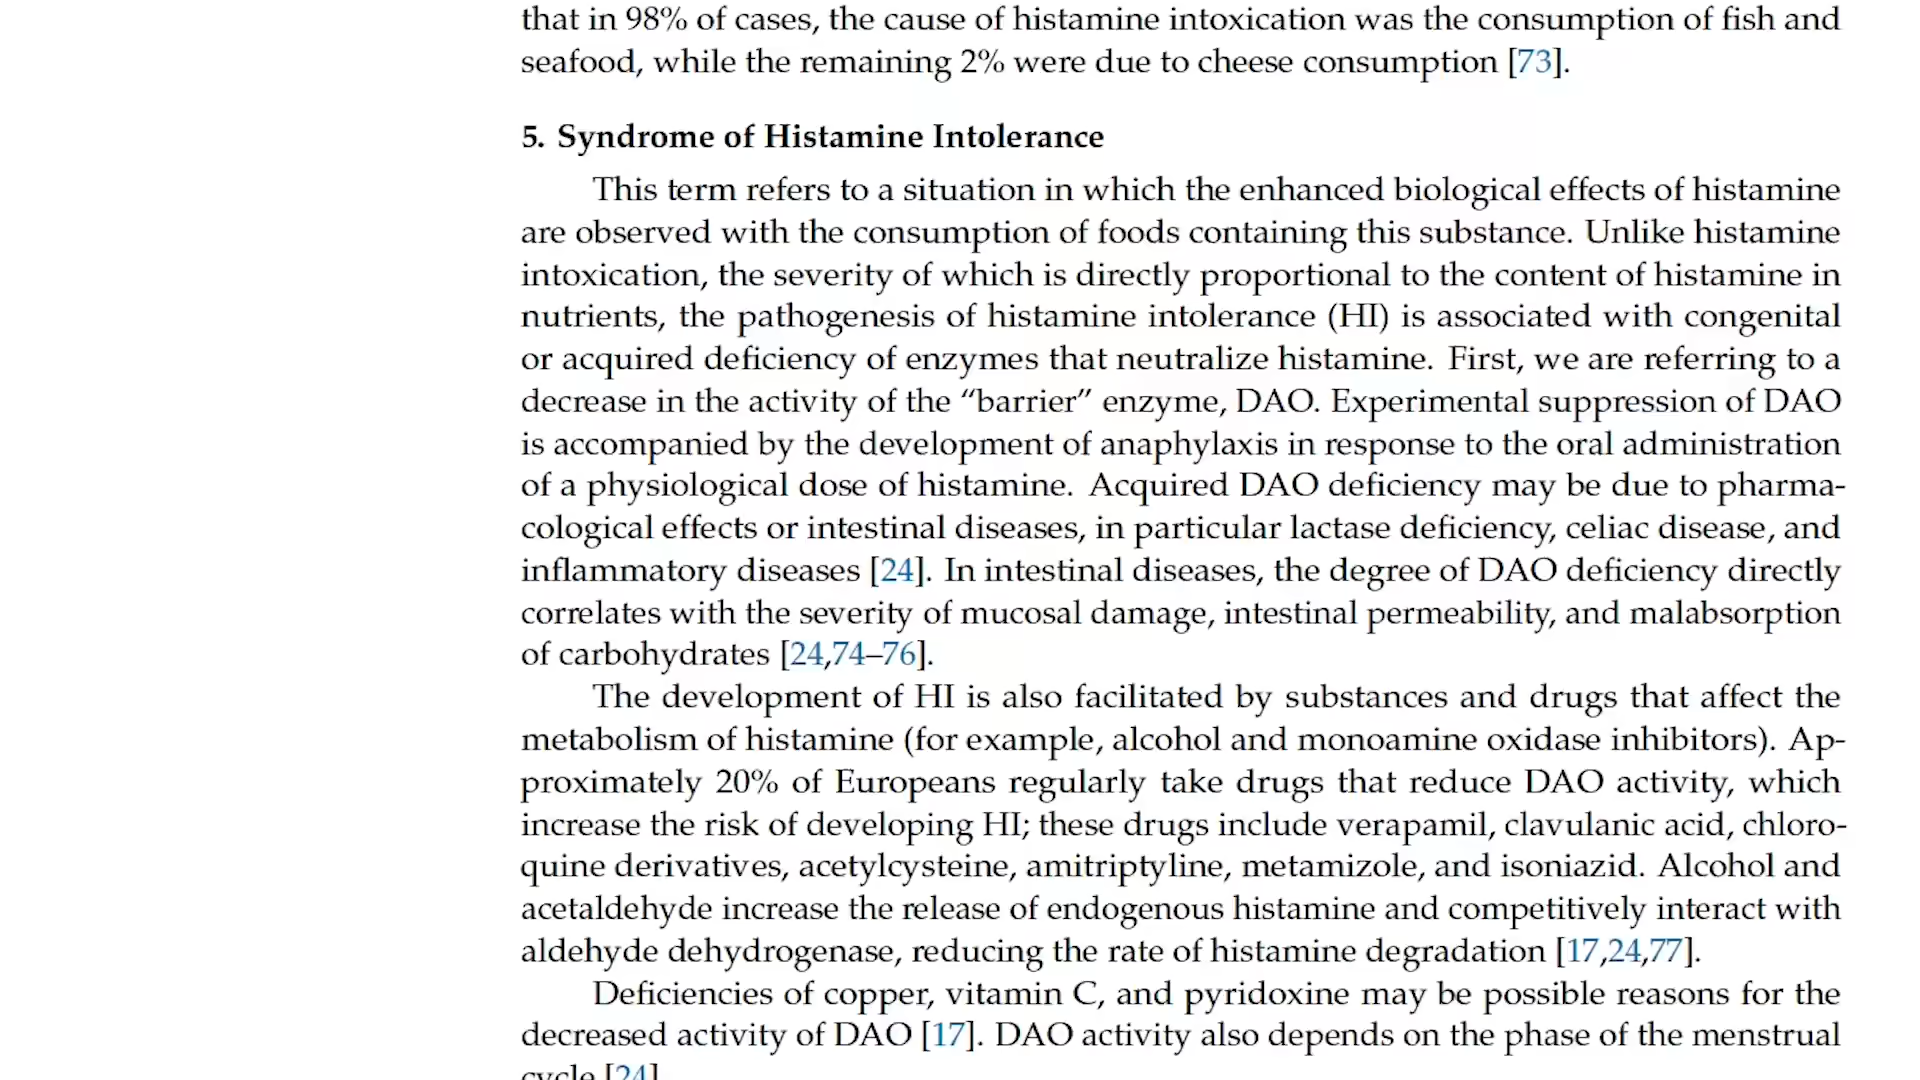 that in 98% of cases, the cause of histamine intoxication was the consumption of fish and
seafood, while the remaining 2% were due to cheese consumption [73].
5. Syndrome of Histamine Intolerance
This term refers to a situation in which the enhanced biological effects of histamine
are observed with the consumption of foods containing this substance. Unlike histamine
intoxication, the severity of which is directly proportional to the content of histamine in
nutrients, the pathogenesis of histamine intolerance (HI) is associated with congenital
or acquired deficiency of enzymes that neutralize histamine. First, we are referring to a
decrease in the activity of the “barrier” enzyme, DAO. Experimental suppression of DAO
is accompanied by the development of anaphylaxis in response to the oral administration
of a physiological dose of histamine. Acquired DAO deficiency may be due to pharma-
cological effects or intestinal diseases, in particular lactase deficiency, celiac disease, and
inflammatory diseases [24]. In intestinal diseases, the degree of DAO deficiency directly
correlates with the severity of mucosal damage, intestinal permeability, and malabsorption
of carbohydrates [24,74–76].
The development of HI is also facilitated by substances and drugs that affect the
metabolism of histamine (for example, alcohol and monoamine oxidase inhibitors). Ap-
proximately 20% of Europeans regularly take drugs that reduce DAO activity, which
increase the risk of developing HI; these drugs include verapamil, clavulanic acid, chloro-
quine derivatives, acetylcysteine, amitriptyline, metamizole, and isoniazid. Alcohol and
acetaldehyde increase the release of endogenous histamine and competitively interact with
aldehyde dehydrogenase, reducing the rate of histamine degradation [17,24,77].
Deficiencies of copper, vitamin C, and pyridoxine may be possible reasons for the
decreased activity of DAO [17]. DAO activity also depends on the phase of the menstrual
cycle [24].